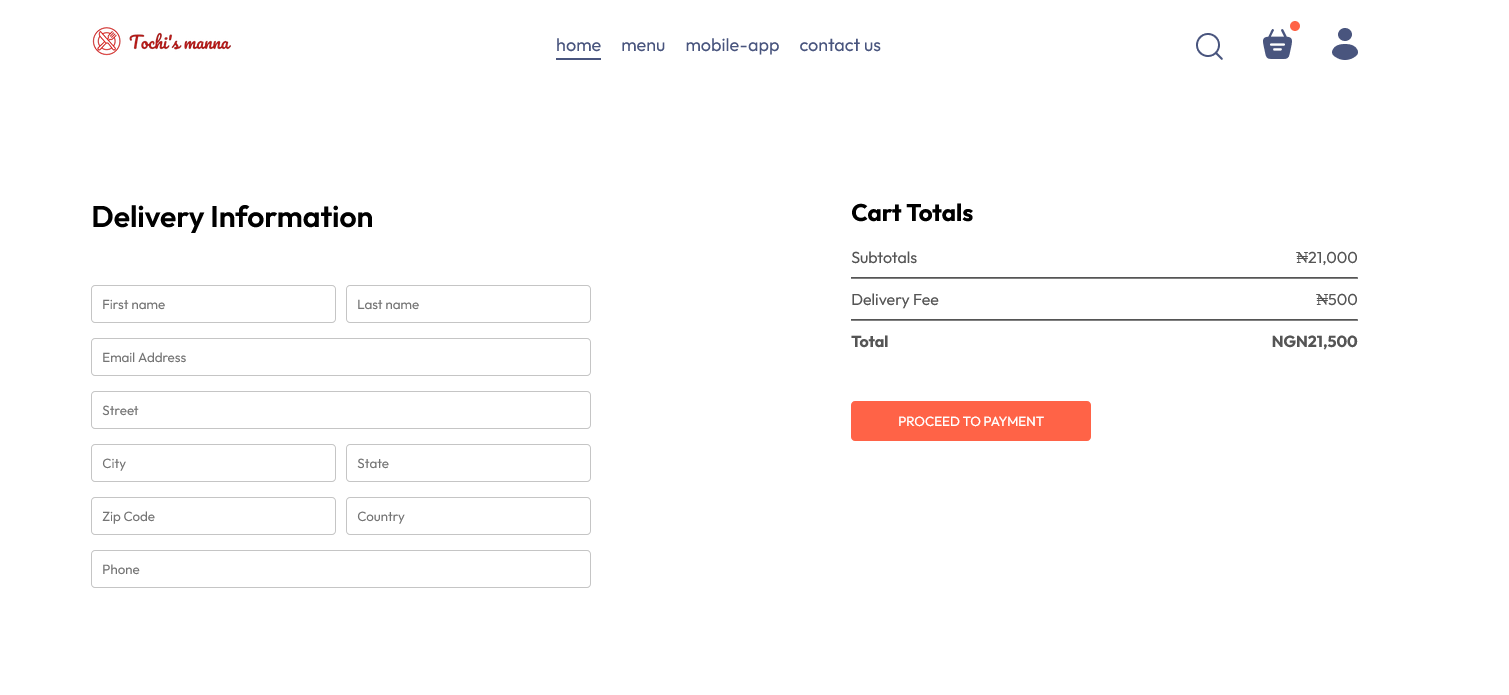 Tochi's manna
home menu mobile-app contact us
Delivery Information
First name Last name
Email Address
Street
City State
Zip Code Country
Phone
Cart Totals
Subtotals ₦21,000
Delivery Fee ₦500
Total NGN21,500
PROCEED TO PAYMENT